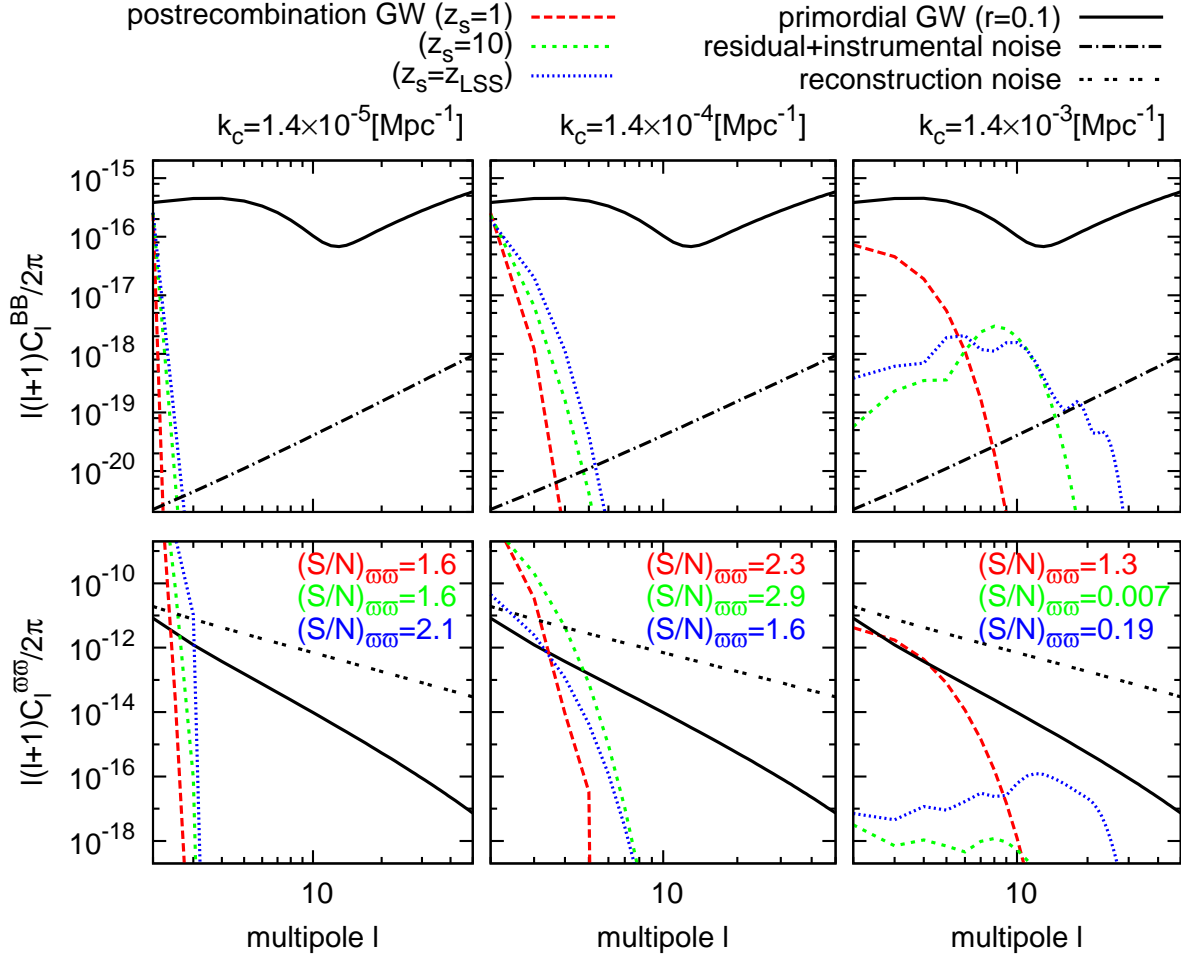 postrecombination GW (z_s=1)
(z_s=10)
(z_s=z_LSS)
primordial GW (r=0.1)
residual+instrumental noise
reconstruction noise
k_c=1.4×10^-5[Mpc^-1]
k_c=1.4×10^-4[Mpc^-1]
k_c=1.4×10^-3[Mpc^-1]
l(l+1)C_l^BB/2π
10^-15
10^-16
10^-17
10^-18
10^-19
10^-20
l(l+1)C_l^ϖϖ/2π
10^-10
10^-12
10^-14
10^-16
10^-18
(S/N)_ϖϖ=1.6
(S/N)_ϖϖ=1.6
(S/N)_ϖϖ=2.1
(S/N)_ϖϖ=2.3
(S/N)_ϖϖ=2.9
(S/N)_ϖϖ=1.6
(S/N)_ϖϖ=1.3
(S/N)_ϖϖ=0.007
(S/N)_ϖϖ=0.19
10
10
10
multipole l
multipole l
multipole l